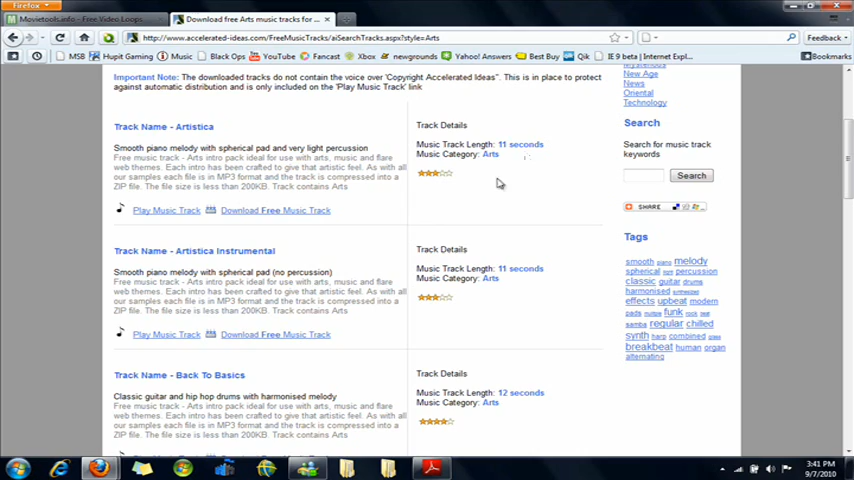 Firefox
Movietools.info - Free Video Loops
Download free Arts music tracks for ...
http://www.accelerated-ideas.com/FreeMusicTracks/aiSearchTracks.aspx?style=Arts
Feedback
MSN Hupit Gaming Music Black Ops YouTube Fancast Xbox newgrounds Yahoo! Answers Best Buy Qik IE 9 beta | Internet Expl... Bookmarks
Important Note: The downloaded tracks do not contain the voice over 'Copyright Accelerated Ideas". This is in place to protect
against automatic distribution and is only included on the 'Play Music Track' link
Track Name - Artistica
Smooth piano melody with spherical pad and very light percussion
Free music track - Arts intro pack ideal for use with arts, music and flare
web themes. Each intro has been crafted to give that artistic feel. As with all
our samples each file is in MP3 format and the track is compressed into a
ZIP file. The file size is less than 200KB. Track contains Arts
Play Music Track Download Free Music Track
Track Details
Music Track Length: 11 seconds
Music Category: Arts
Track Name - Artistica Instrumental
Smooth piano melody with spherical pad (no percussion)
Free music track - Arts intro pack ideal for use with arts, music and flare
web themes. Each intro has been crafted to give that artistic feel. As with all
our samples each file is in MP3 format and the track is compressed into a
ZIP file. The file size is less than 200KB. Track contains Arts
Play Music Track Download Free Music Track
Track Details
Music Track Length: 11 seconds
Music Category: Arts
Track Name - Back To Basics
Classic guitar and hip hop drums with harmonised melody
Free music track - Arts intro pack ideal for use with arts, music and flare
web themes. Each intro has been crafted to give that artistic feel. As with all
our samples each file is in MP3 format and the track is compressed into a
ZIP file. The file size is less than 200KB. Track contains Arts
Track Details
Music Track Length: 12 seconds
Music Category: Arts
Mysterious
New Age
News
Oriental
Technology
Search
Search for music track
keywords
Search
SHARE
Tags
smooth piano melody
spherical percussion
classic guitar drums
harmonised
effects upbeat modern
pads funk rock
samba regular chilled
synth harp combined
breakbeat human organ
alternating
3:41 PM
9/7/2010